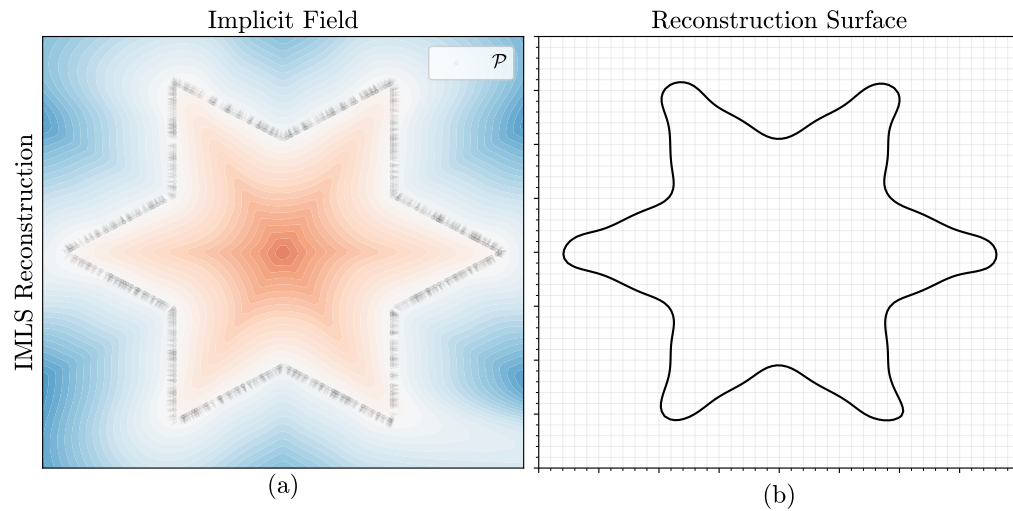 Implicit Field
Reconstruction Surface
𝒫
IMLS Reconstruction
(a)
(b)